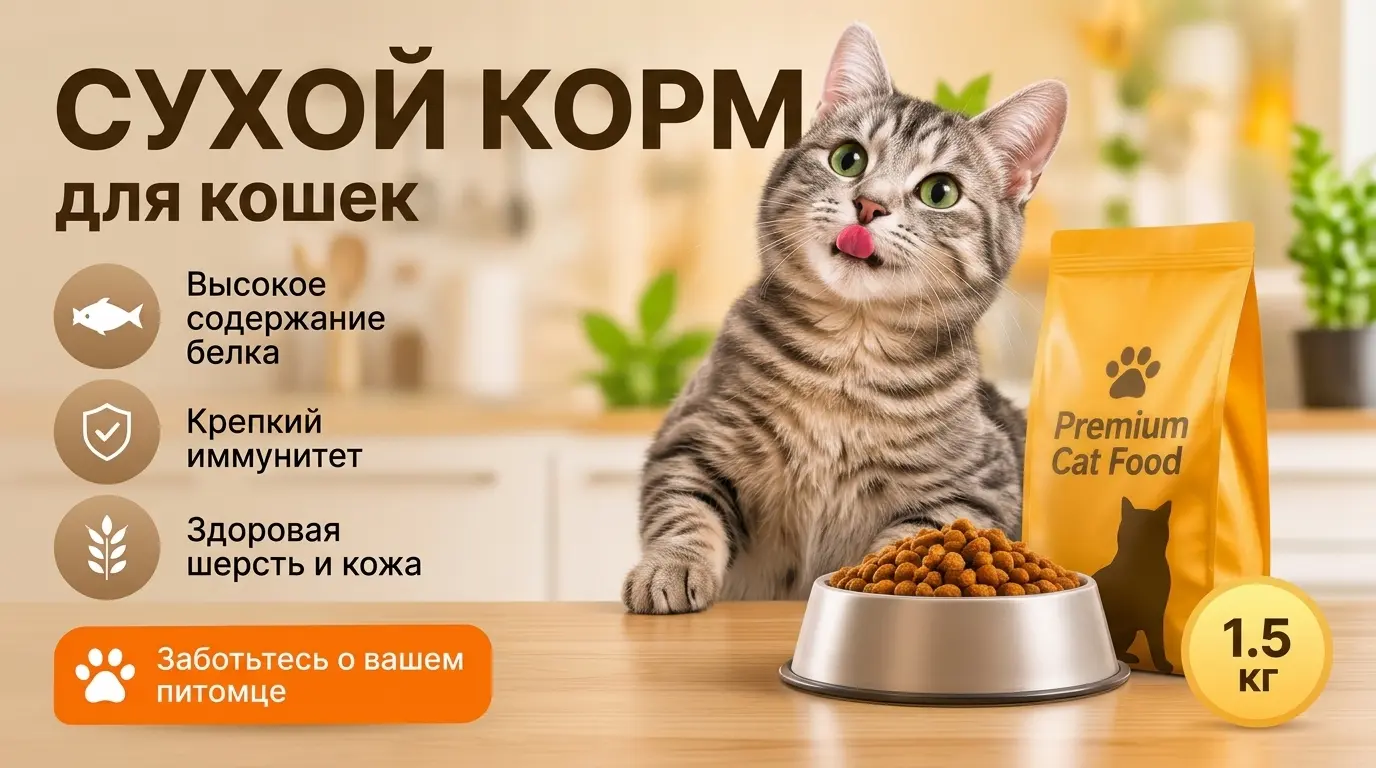 СУХОЙ КОРМ
для кошек
Высокое
содержание
белка
Крепкий
иммунитет
Здоровая
шерсть и кожа
Заботьтесь о вашем
питомце
Premium
Cat Food
1.5
кг